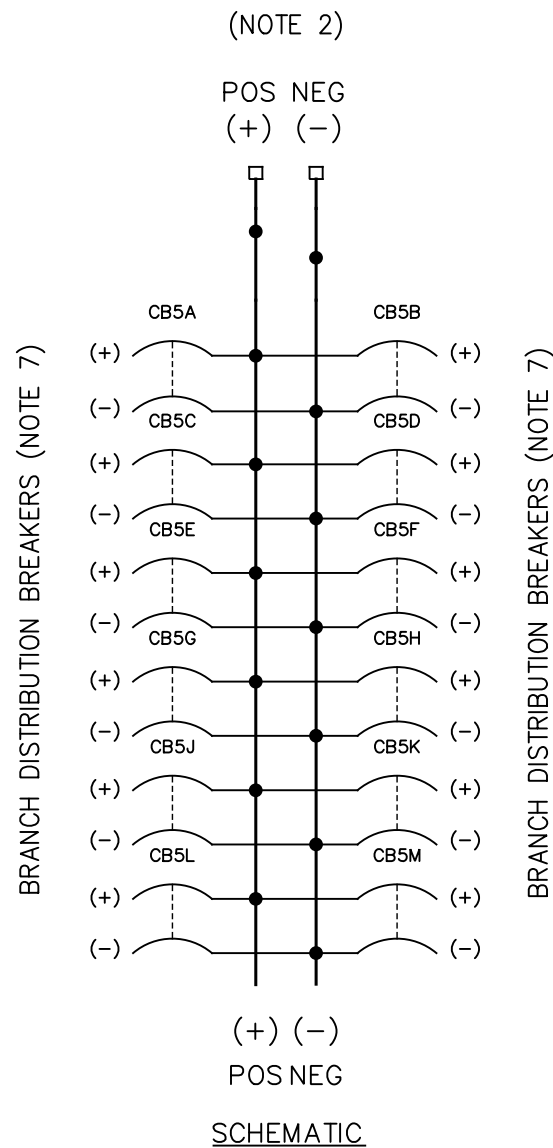 (NOTE 2)
POS NEG
(+) (-)
CB5A CB5B
(+) (+)
(-) (-)
CB5C CB5D
(+) (+)
(-) (-)
CB5E CB5F
(+) (+)
(-) (-)
CB5G CB5H
(+) (+)
(-) (-)
CB5J CB5K
(+) (+)
(-) (-)
CB5L CB5M
(+) (+)
(-) (-)
BRANCH DISTRIBUTION BREAKERS (NOTE 7)
BRANCH DISTRIBUTION BREAKERS (NOTE 7)
(+) (-)
POS NEG
SCHEMATIC